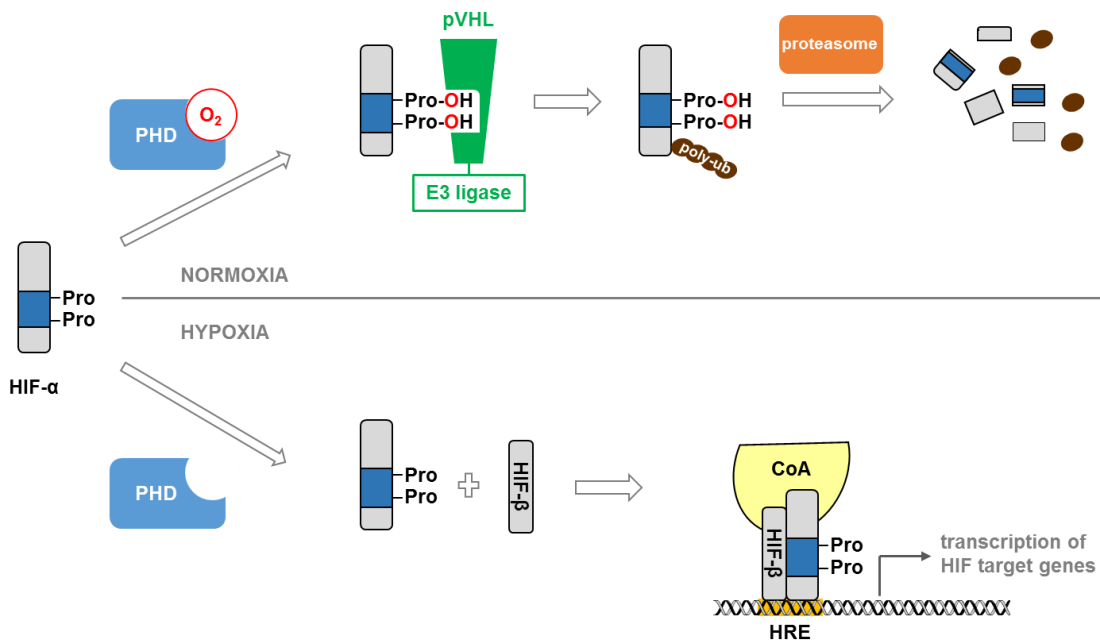 pVHL
proteasome
O₂
PHD
Pro-OH
Pro-OH
Pro-OH
Pro-OH
poly-ub
E3 ligase
NORMOXIA
Pro
Pro
HYPOXIA
HIF-α
PHD
Pro
Pro
HIF-β
CoA
HIF-β
Pro
Pro
transcription of
HIF target genes
HRE